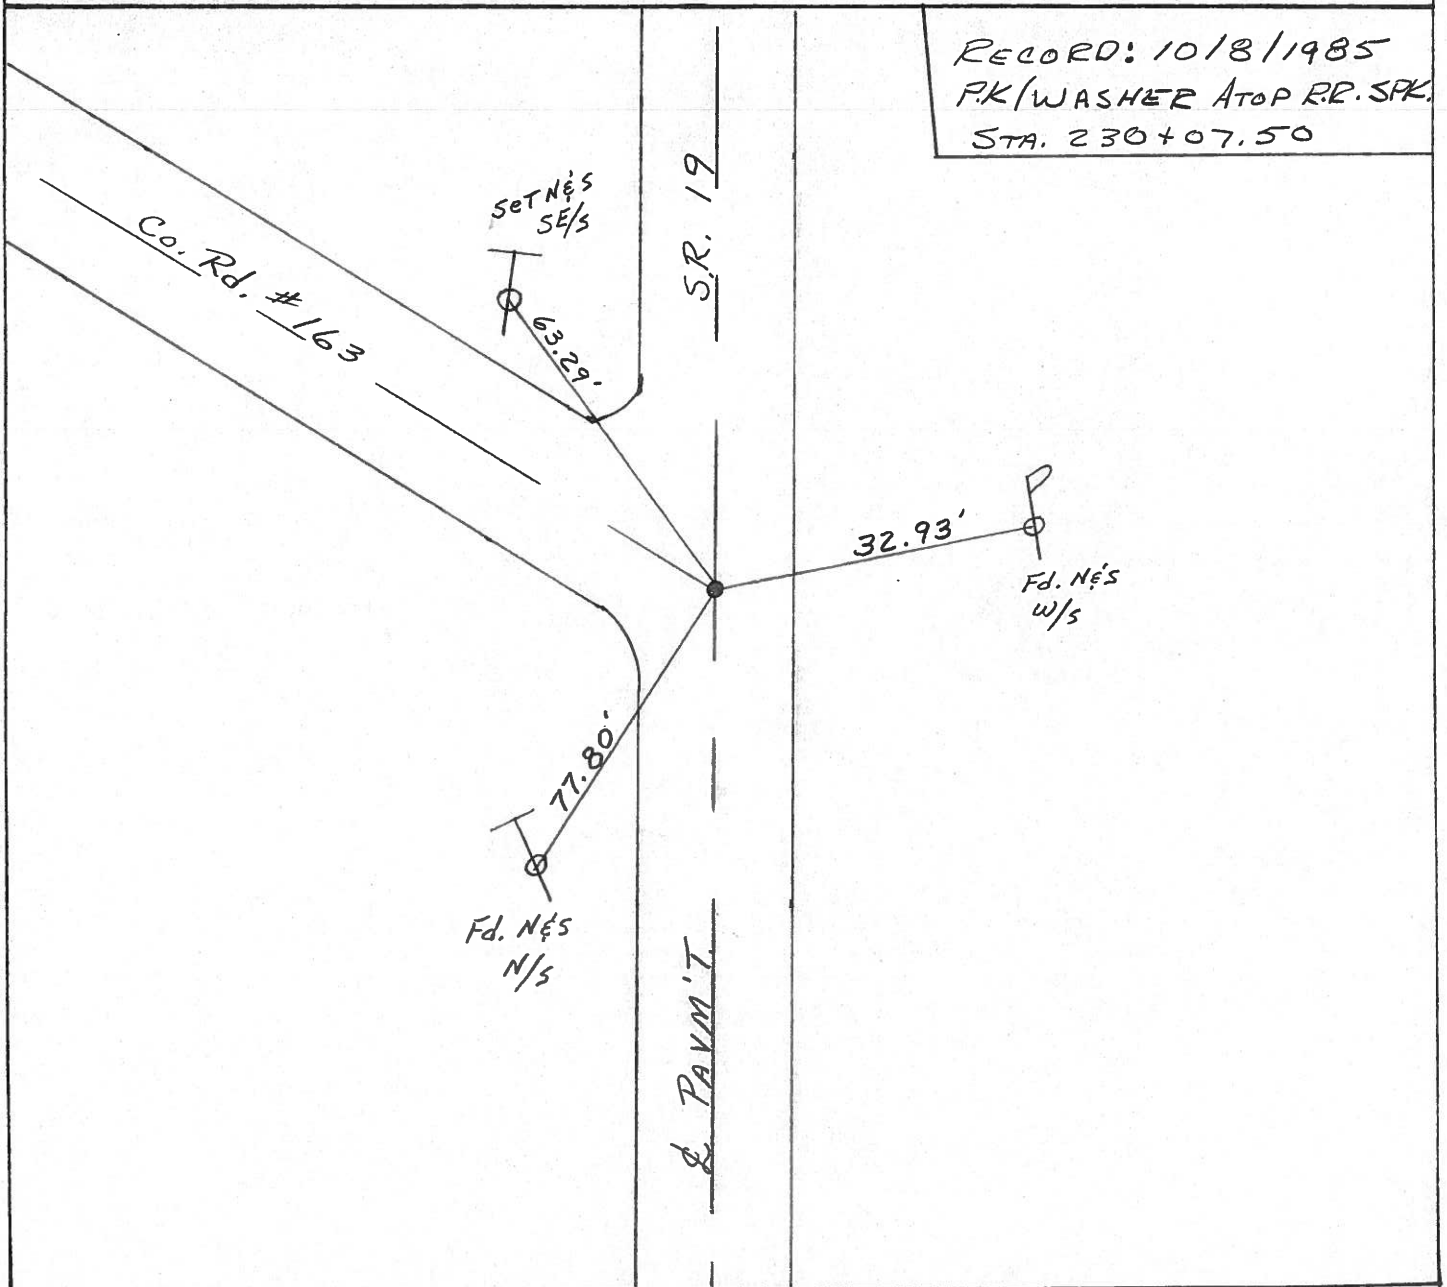 RECORD: 10/8/1985
P.K/WASHER ATOP R.R. SPK.
STA. 230+07.50
S.R. 19
SET N&S
SE/S
Co. Rd. #163
63.29'
32.93'
Fd. N&S
W/S
77.80'
Fd. N&S
N/S
℄ PAVM'T.